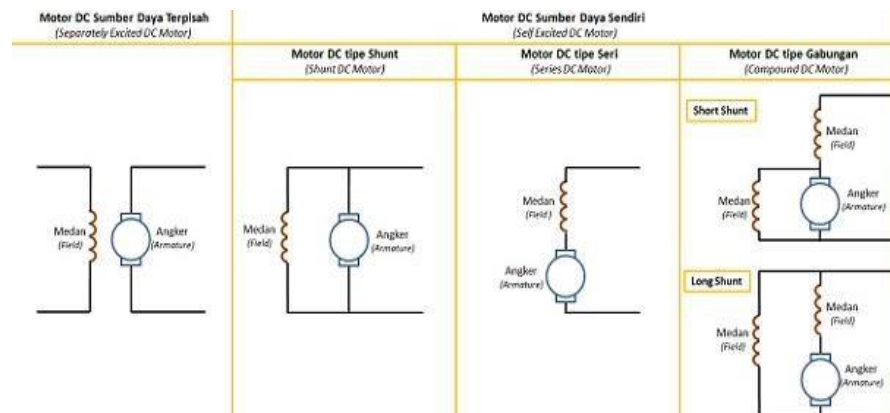 Motor DC Sumber Daya Terpisah
(Separately Excited DC Motor)
Motor DC Sumber Daya Sendiri
(Self Excited DC Motor)
Motor DC tipe Shunt
(Shunt DC Motor)
Motor DC tipe Seri
(Series DC Motor)
Motor DC tipe Gabungan
(Compound DC Motor)
Medan
(Field)
Angker
(Armature)
Medan
(Field)
Angker
(Armature)
Medan
(Field)
Angker
(Armature)
Short Shunt
Medan
(Field)
Medan
(Field)
Angker
(Armature)
Long Shunt
Medan
(Field)
Medan
(Field)
Angker
(Armature)